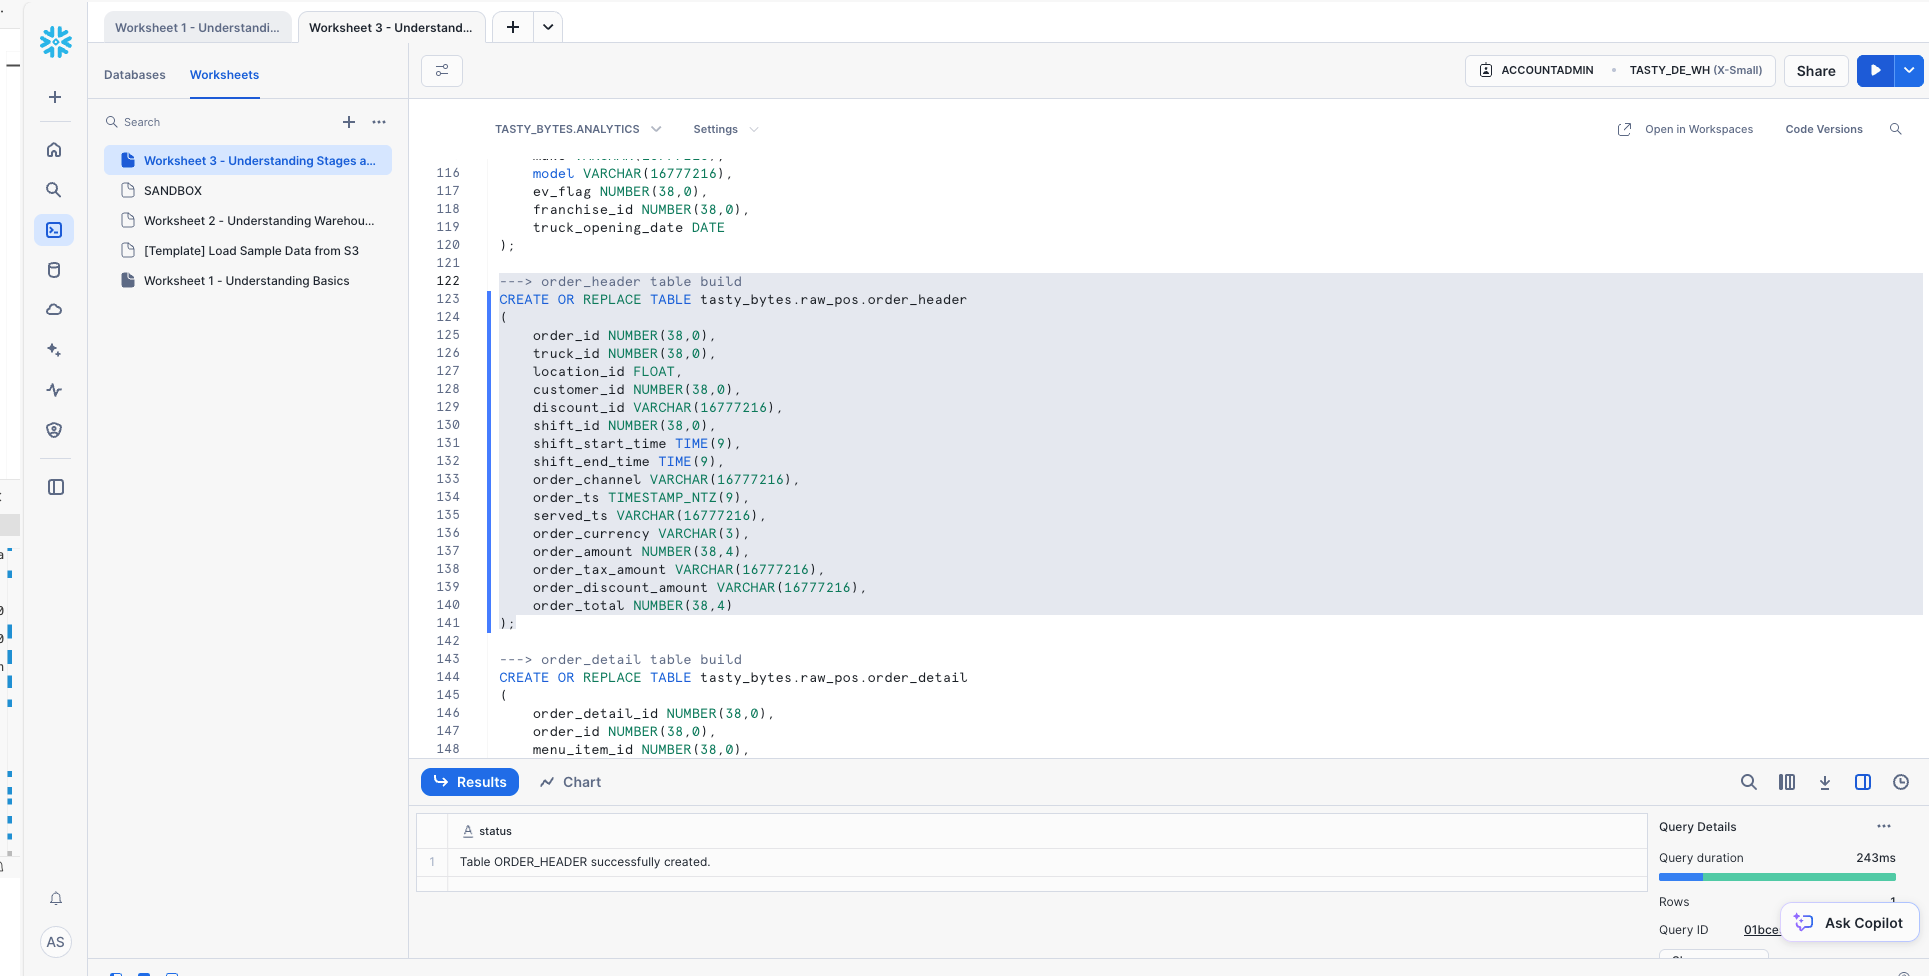 Worksheet 1 - Understandi...
Worksheet 3 - Understand...
Databases
Worksheets
ACCOUNTADMIN
TASTY_DE_WH (X-Small)
Share
Search
TASTY_BYTES.ANALYTICS
Settings
Open in Workspaces
Code Versions
Worksheet 3 - Understanding Stages a...
SANDBOX
Worksheet 2 - Understanding Warehou...
[Template] Load Sample Data from S3
Worksheet 1 - Understanding Basics
116 model VARCHAR(16777216),
117 ev_flag NUMBER(38,0),
118 franchise_id NUMBER(38,0),
119 truck_opening_date DATE
120 );
121
122 ---> order_header table build
123 CREATE OR REPLACE TABLE tasty_bytes.raw_pos.order_header
124 (
125 order_id NUMBER(38,0),
126 truck_id NUMBER(38,0),
127 location_id FLOAT,
128 customer_id NUMBER(38,0),
129 discount_id VARCHAR(16777216),
130 shift_id NUMBER(38,0),
131 shift_start_time TIME(9),
132 shift_end_time TIME(9),
133 order_channel VARCHAR(16777216),
134 order_ts TIMESTAMP_NTZ(9),
135 served_ts VARCHAR(16777216),
136 order_currency VARCHAR(3),
137 order_amount NUMBER(38,4),
138 order_tax_amount VARCHAR(16777216),
139 order_discount_amount VARCHAR(16777216),
140 order_total NUMBER(38,4)
141 );
142
143 ---> order_detail table build
144 CREATE OR REPLACE TABLE tasty_bytes.raw_pos.order_detail
145 (
146 order_detail_id NUMBER(38,0),
147 order_id NUMBER(38,0),
148 menu_item_id NUMBER(38,0),
Results
Chart
A status
1 Table ORDER_HEADER successfully created.
Query Details
Query duration 243ms
Rows 1
Query ID 01bce
Ask Copilot
AS